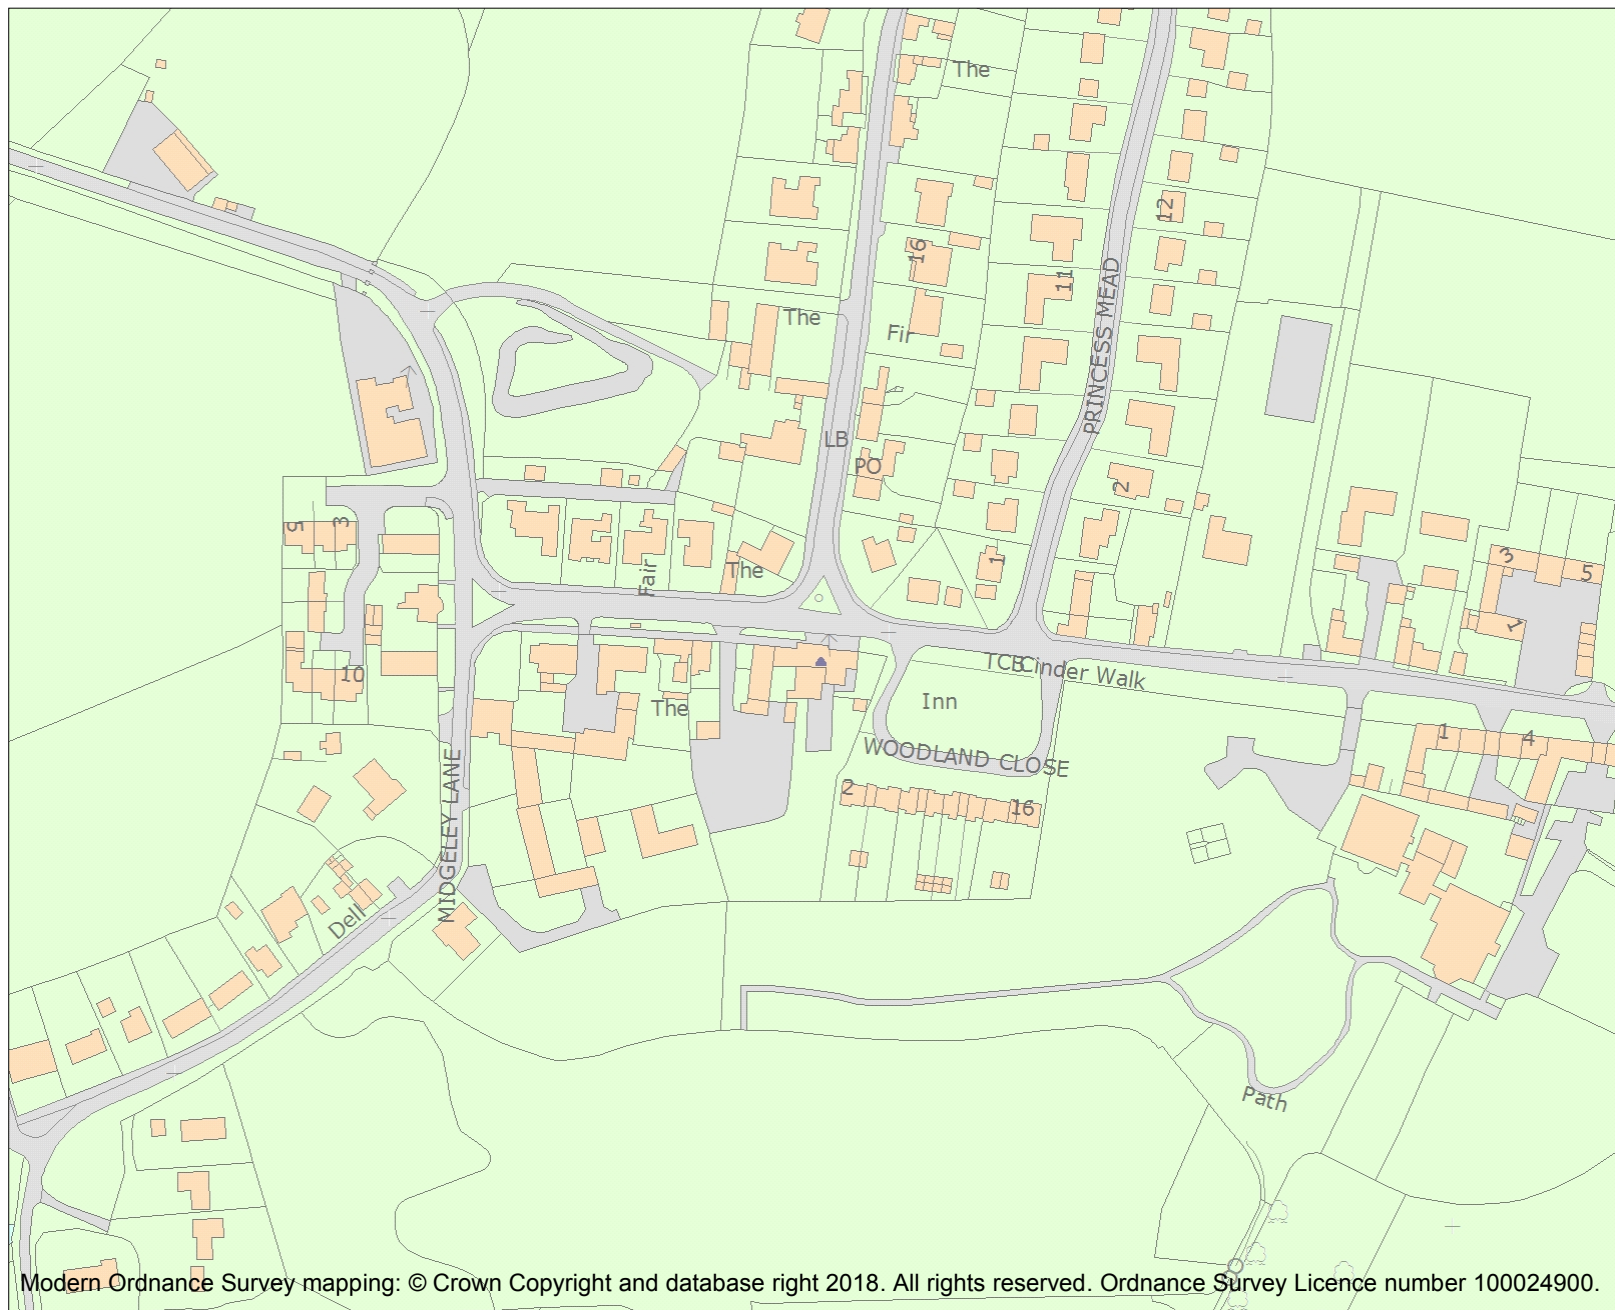 The
12
16
11
The
Fir
PRINCESS MEAD
LB
PO
2
5
3
1
Fair
The
3
5
1
TCB
Cinder Walk
10
Inn
The
1
4
WOODLAND CLOSE
2
16
MIDGELEY LANE
Dell
Path
Modern Ordnance Survey mapping: © Crown Copyright and database right 2018. All rights reserved. Ordnance Survey Licence number 100024900.